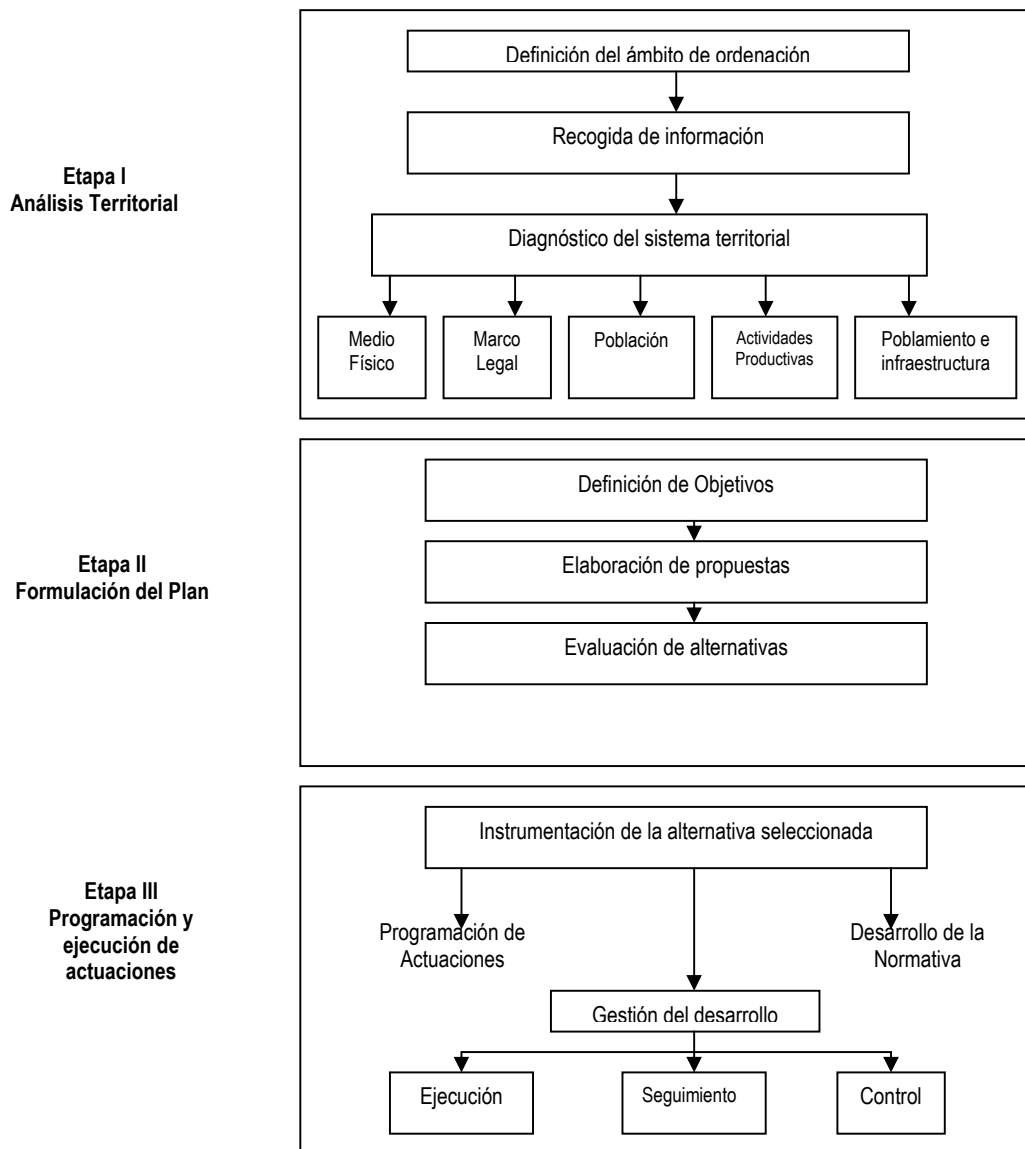 Definición del ámbito de ordenación
Recogida de información
Etapa I
Análisis Territorial
Diagnóstico del sistema territorial
Medio
Físico
Marco
Legal
Población
Actividades
Productivas
Poblamiento e
infraestructura
Definición de Objetivos
Etapa II
Formulación del Plan
Elaboración de propuestas
Evaluación de alternativas
Instrumentación de la alternativa seleccionada
Etapa III
Programación y
ejecución de
actuaciones
Programación de
Actuaciones
Desarrollo de la
Normativa
Gestión del desarrollo
Ejecución
Seguimiento
Control